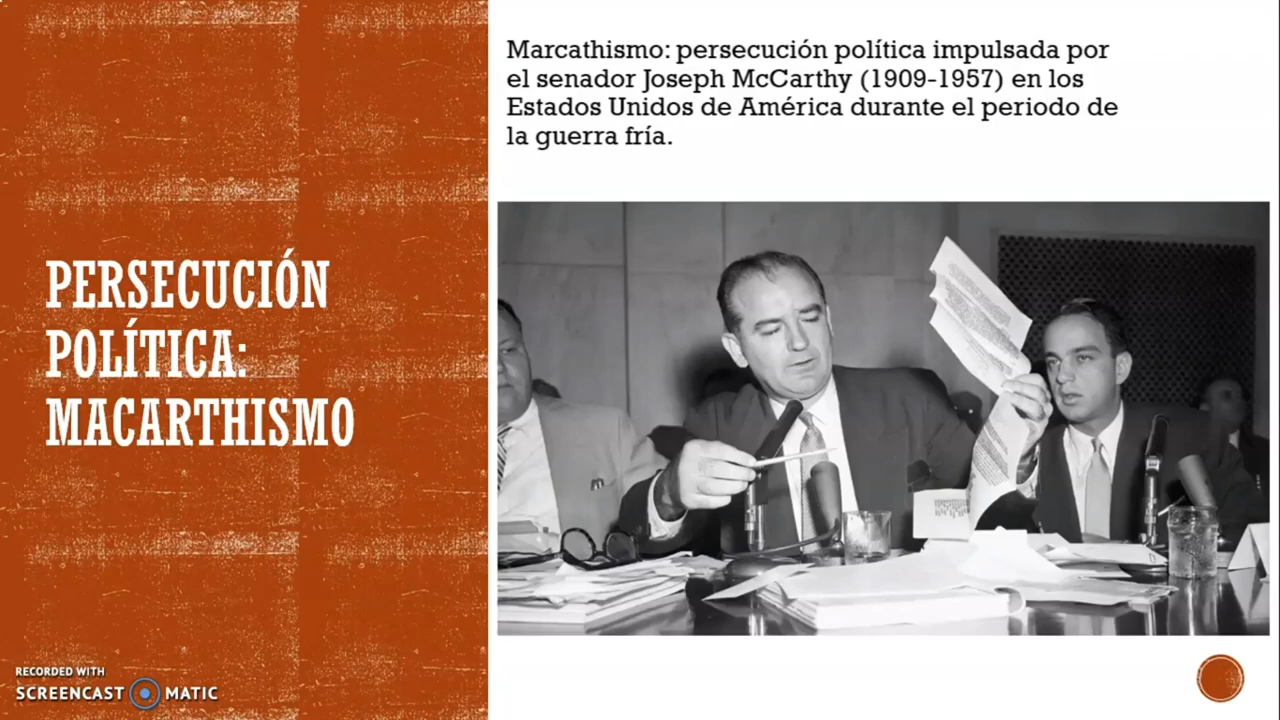 Marcathismo: persecución política impulsada por
el senador Joseph McCarthy (1909-1957) en los
Estados Unidos de América durante el periodo de
la guerra fría.
PERSECUCIÓN
POLÍTICA:
MACARTHISMO
RECORDED WITH
SCREENCAST MATIC